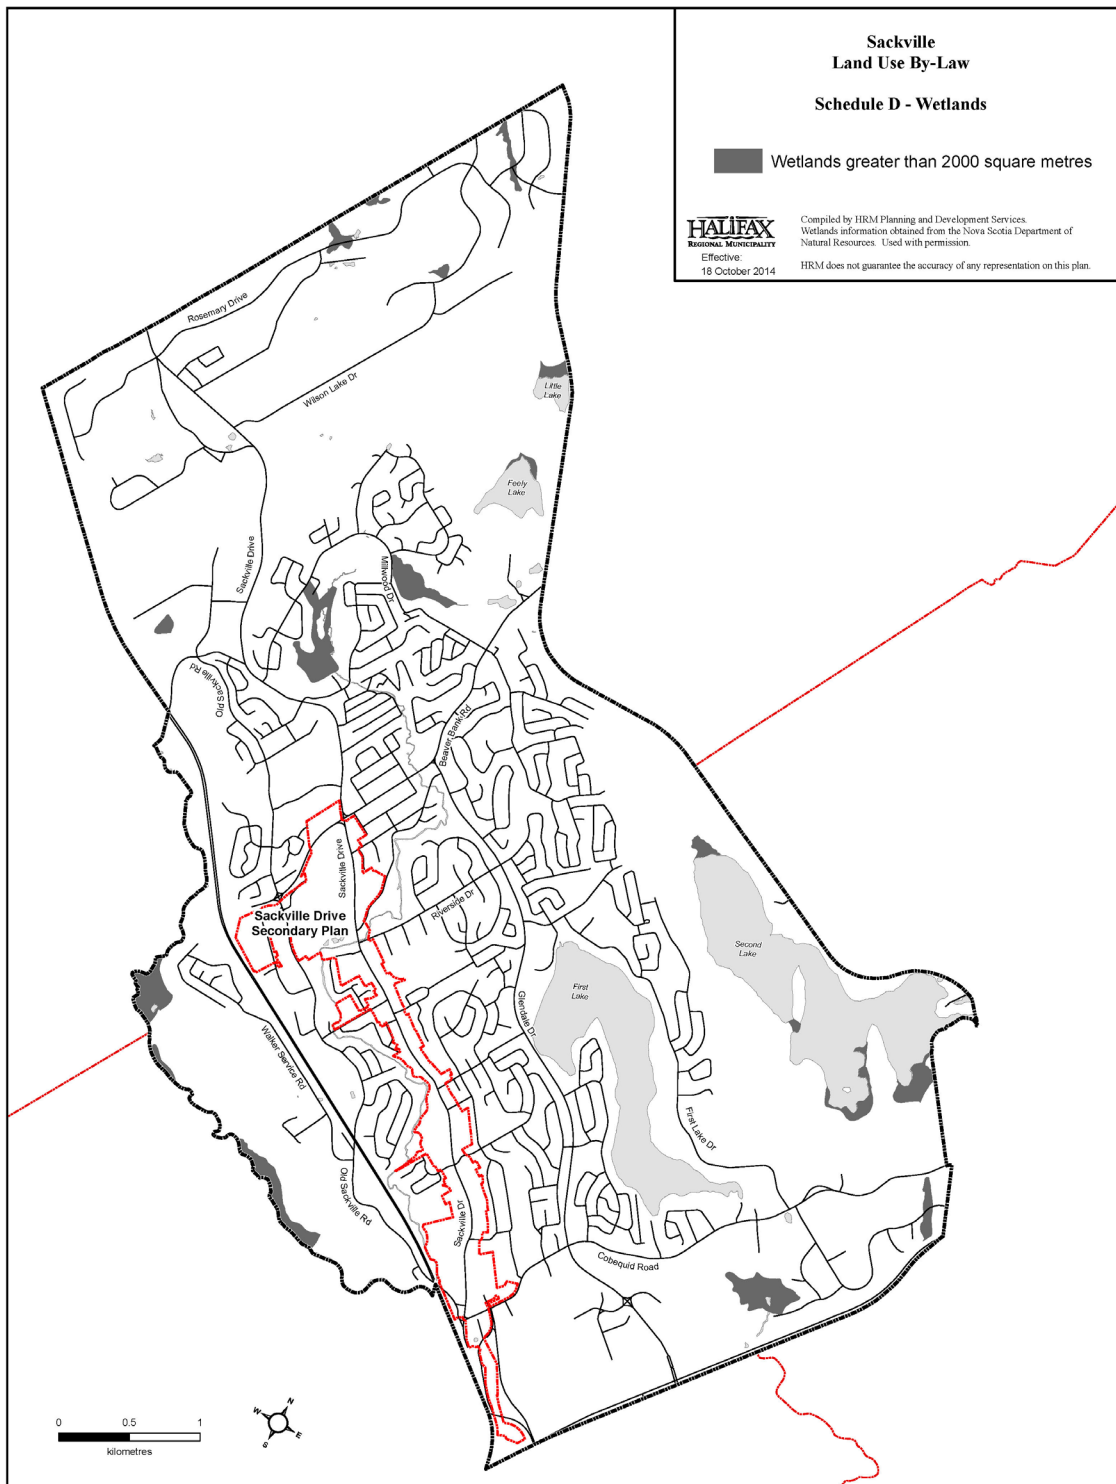 Sackville
Land Use By-Law
Schedule D - Wetlands
Wetlands greater than 2000 square metres
HALIFAX
REGIONAL MUNICIPALITY
Effective:
18 October 2014
Compiled by HRM Planning and Development Services.
Wetlands information obtained from the Nova Scotia Department of
Natural Resources. Used with permission.
HRM does not guarantee the accuracy of any representation on this plan.
Rosemary Drive
Wilson Lake Dr
Little
Lake
Feely
Lake
Sackville Drive
Millwood Dr
Old Sackville Rd
Beaver Bank Rd
Sackville Drive
Riverside Dr
Sackville Drive
Secondary Plan
Second
Lake
First
Lake
Glendale Dr
Walker Service Rd
First Lake Dr
Old Sackville Rd
Sackville Dr
Cobequid Road
0 0.5 1
kilometres
N
W
E
S